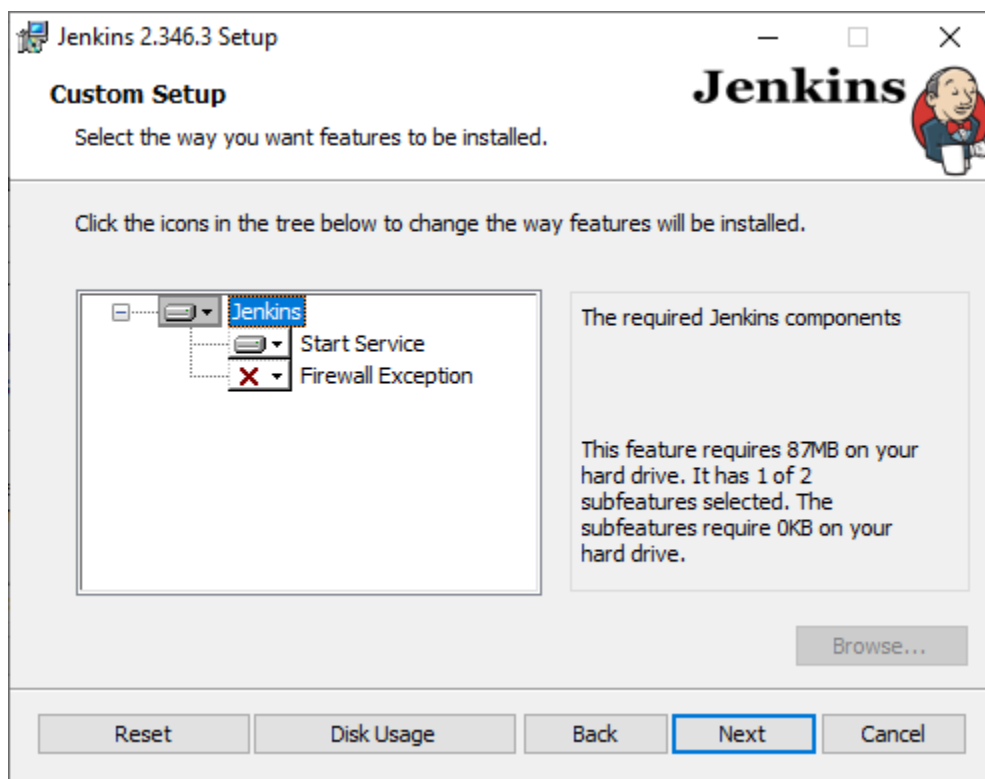 Jenkins 2.346.3 Setup
Custom Setup
Jenkins
Select the way you want features to be installed.
Click the icons in the tree below to change the way features will be installed.
Jenkins
Start Service
Firewall Exception
The required Jenkins components
This feature requires 87MB on your
hard drive. It has 1 of 2
subfeatures selected. The
subfeatures require 0KB on your
hard drive.
Browse...
Reset
Disk Usage
Back
Next
Cancel